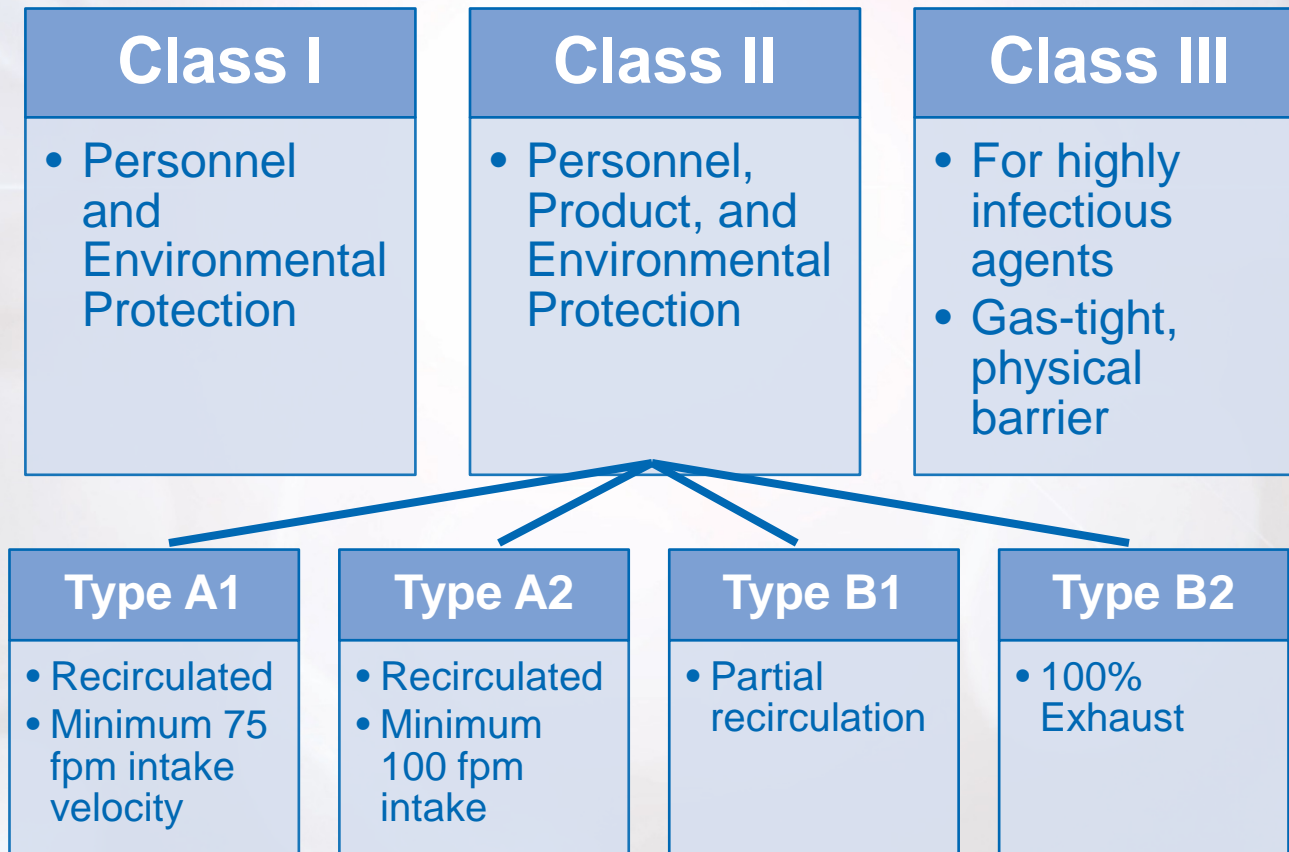 Class I
• Personnel
and
Environmental
Protection
Class II
• Personnel,
Product, and
Environmental
Protection
Class III
• For highly
infectious
agents
• Gas-tight,
physical
barrier
Type A1
• Recirculated
• Minimum 75
fpm intake
velocity
Type A2
• Recirculated
• Minimum
100 fpm
intake
Type B1
• Partial
recirculation
Type B2
• 100%
Exhaust